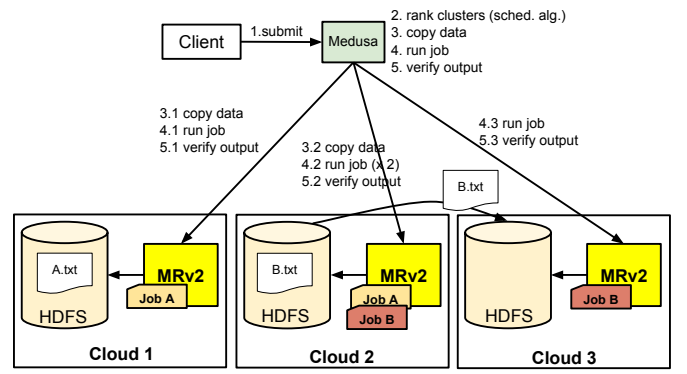 Client
1.submit
Medusa
2. rank clusters (sched. alg.)
3. copy data
4. run job
5. verify output
3.1 copy data
4.1 run job
5.1 verify output
3.2 copy data
4.2 run job (x 2)
5.2 verify output
4.3 run job
5.3 verify output
B.txt
A.txt
MRv2
Job A
HDFS
Cloud 1
B.txt
MRv2
Job A
Job B
HDFS
Cloud 2
MRv2
Job B
HDFS
Cloud 3